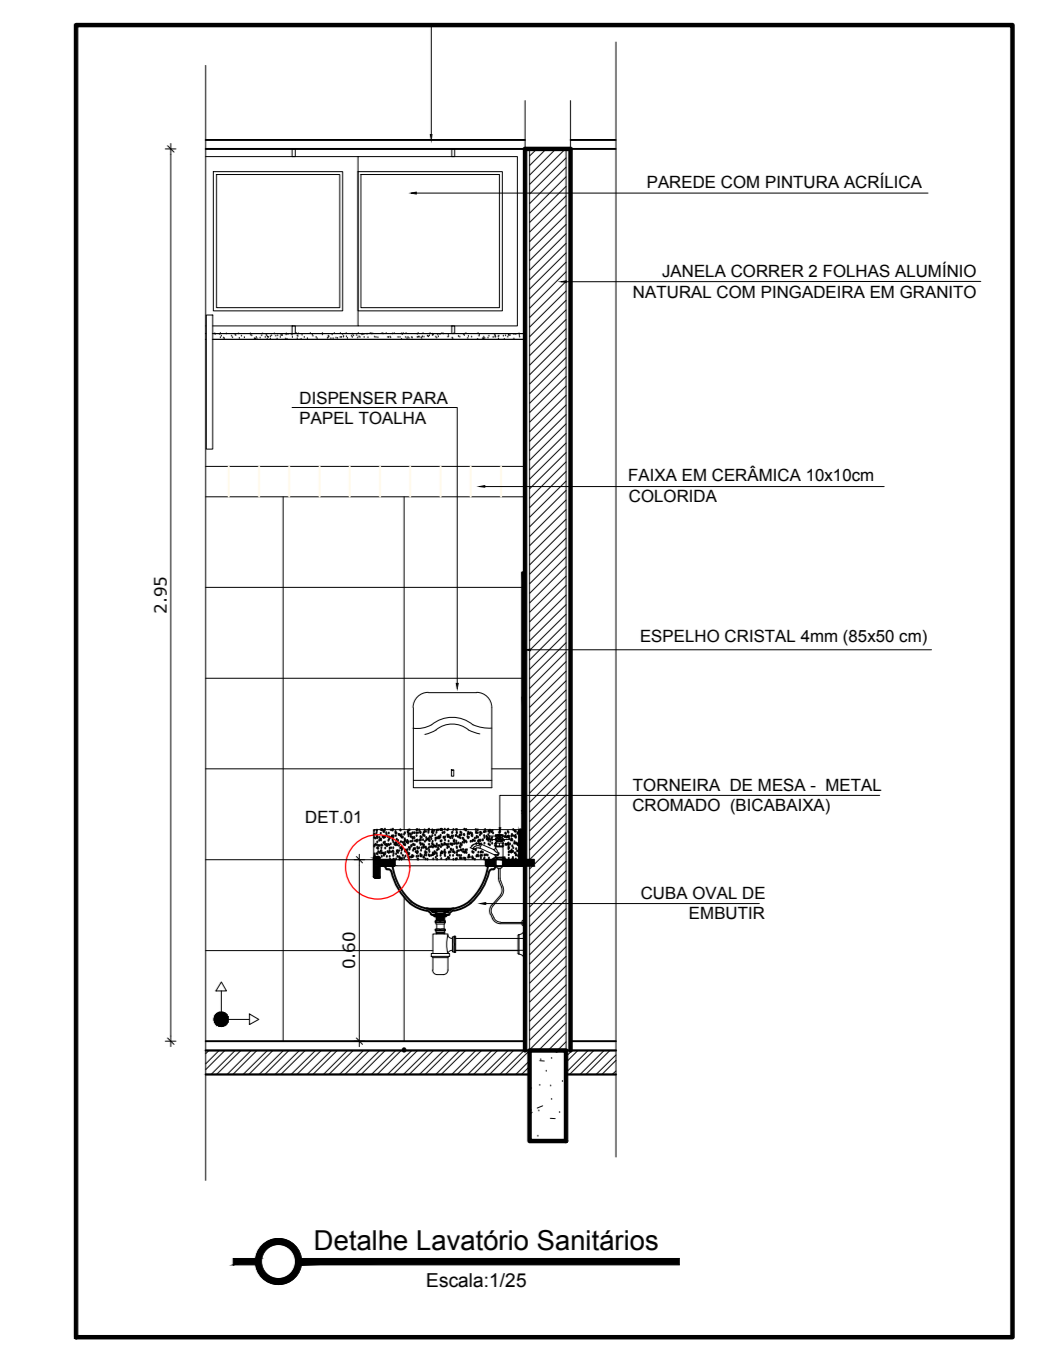 PAREDE COM PINTURA ACRÍLICA
JANELA CORRER 2 FOLHAS ALUMÍNIO
NATURAL COM PINGADEIRA EM GRANITO
DISPENSER PARA
PAPEL TOALHA
FAIXA EM CERÂMICA 10x10cm
COLORIDA
2.95
ESPELHO CRISTAL 4mm (85x50 cm)
TORNEIRA DE MESA - METAL
CROMADO (BICABAIXA)
DET.01
CUBA OVAL DE
EMBUTIR
0.60
Detalhe Lavatório Sanitários
Escala:1/25